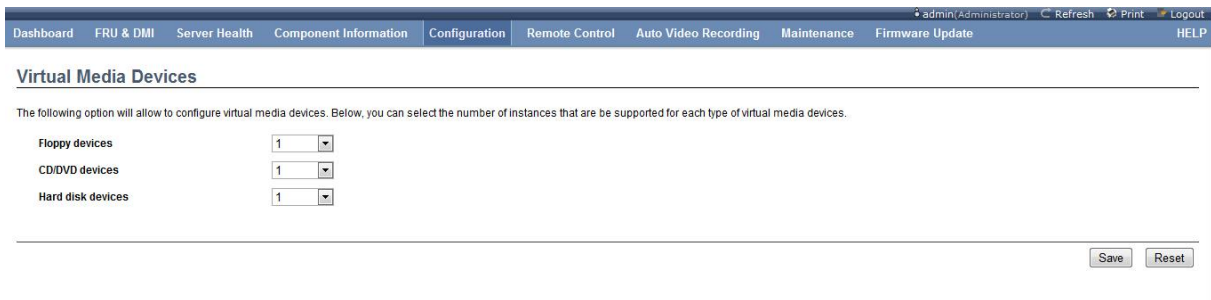 admin(Administrator) Refresh Print Logout
Dashboard FRU & DMI Server Health Component Information Configuration Remote Control Auto Video Recording Maintenance Firmware Update HELP
Virtual Media Devices
The following option will allow to configure virtual media devices. Below, you can select the number of instances that are be supported for each type of virtual media devices.
Floppy devices 1
CD/DVD devices 1
Hard disk devices 1
Save Reset